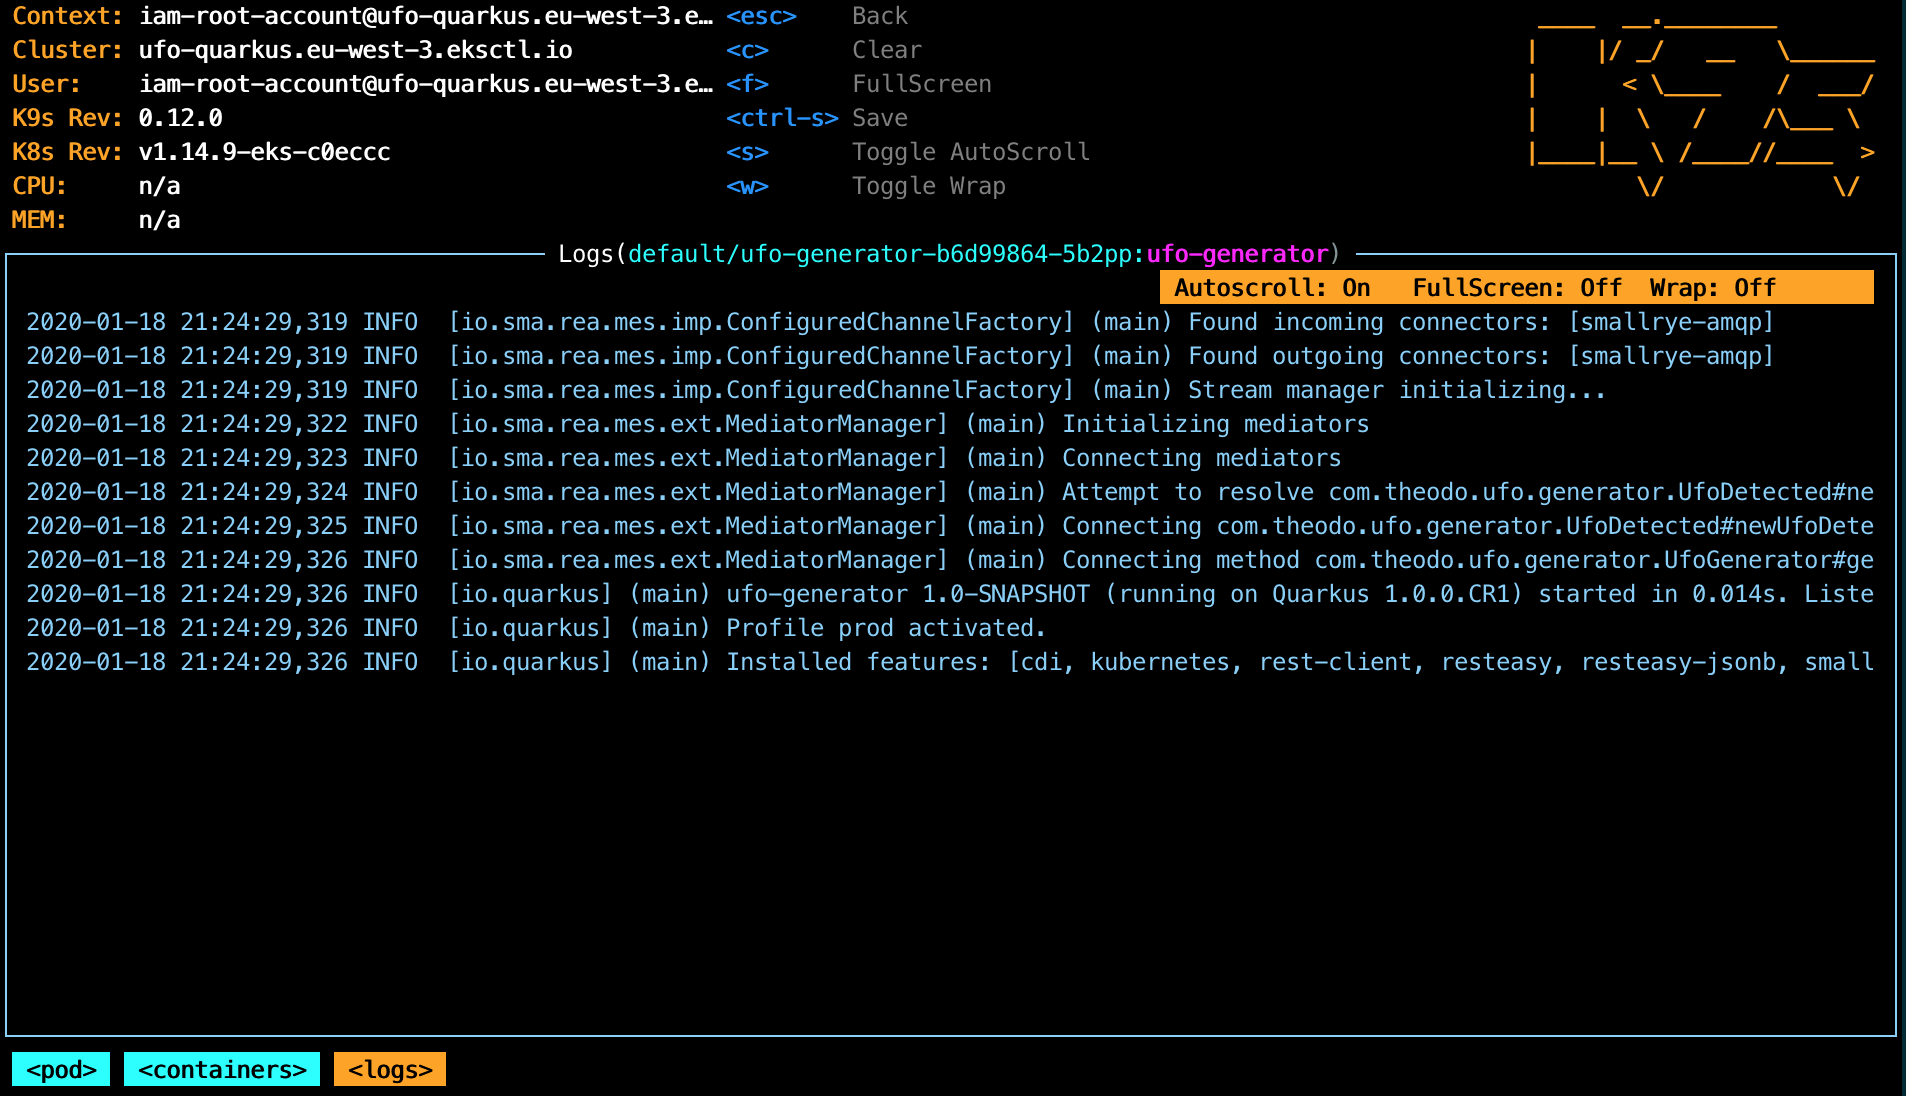 Context: iam-root-account@ufo-quarkus.eu-west-3.e… <esc> Back
Cluster: ufo-quarkus.eu-west-3.eksctl.io <c> Clear
User: iam-root-account@ufo-quarkus.eu-west-3.e… <f> FullScreen
K9s Rev: 0.12.0 <ctrl-s> Save
K8s Rev: v1.14.9-eks-c0eccc <s> Toggle AutoScroll
CPU: n/a <w> Toggle Wrap
MEM: n/a
Logs(default/ufo-generator-b6d99864-5b2pp:ufo-generator)
Autoscroll: On FullScreen: Off Wrap: Off
2020-01-18 21:24:29,319 INFO [io.sma.rea.mes.imp.ConfiguredChannelFactory] (main) Found incoming connectors: [smallrye-amqp]
2020-01-18 21:24:29,319 INFO [io.sma.rea.mes.imp.ConfiguredChannelFactory] (main) Found outgoing connectors: [smallrye-amqp]
2020-01-18 21:24:29,319 INFO [io.sma.rea.mes.imp.ConfiguredChannelFactory] (main) Stream manager initializing...
2020-01-18 21:24:29,322 INFO [io.sma.rea.mes.ext.MediatorManager] (main) Initializing mediators
2020-01-18 21:24:29,323 INFO [io.sma.rea.mes.ext.MediatorManager] (main) Connecting mediators
2020-01-18 21:24:29,324 INFO [io.sma.rea.mes.ext.MediatorManager] (main) Attempt to resolve com.theodo.ufo.generator.UfoDetected#ne
2020-01-18 21:24:29,325 INFO [io.sma.rea.mes.ext.MediatorManager] (main) Connecting com.theodo.ufo.generator.UfoDetected#newUfoDete
2020-01-18 21:24:29,326 INFO [io.sma.rea.mes.ext.MediatorManager] (main) Connecting method com.theodo.ufo.generator.UfoGenerator#ge
2020-01-18 21:24:29,326 INFO [io.quarkus] (main) ufo-generator 1.0-SNAPSHOT (running on Quarkus 1.0.0.CR1) started in 0.014s. Liste
2020-01-18 21:24:29,326 INFO [io.quarkus] (main) Profile prod activated.
2020-01-18 21:24:29,326 INFO [io.quarkus] (main) Installed features: [cdi, kubernetes, rest-client, resteasy, resteasy-jsonb, small
<pod> <containers> <logs>